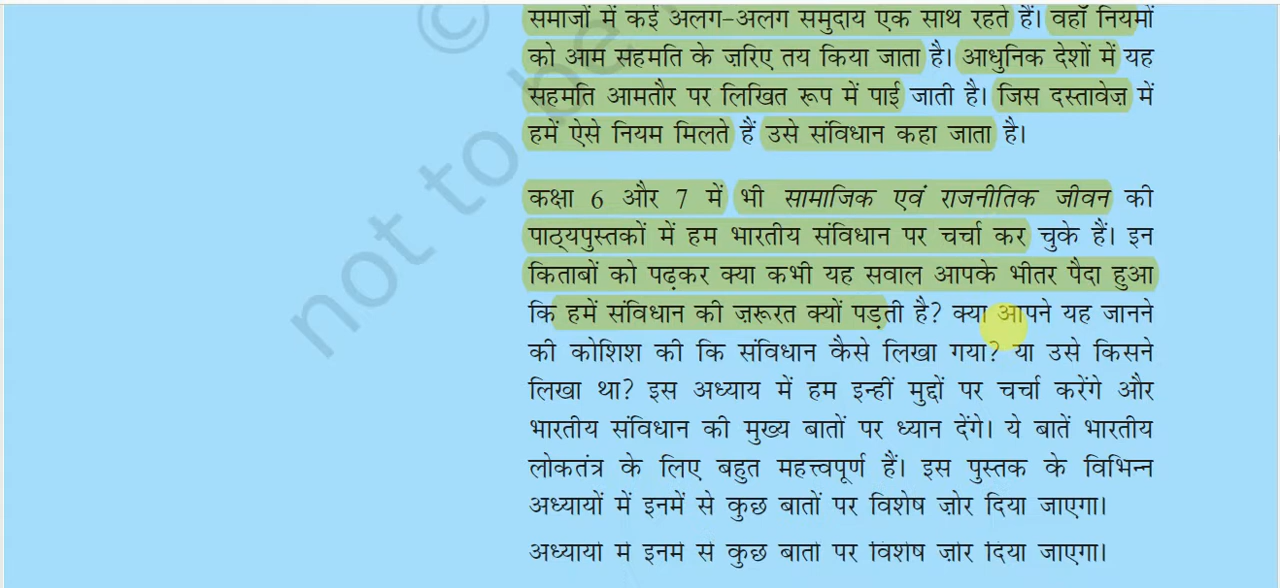 समाजों में कई अलग-अलग समुदाय एक साथ रहते हैं। वहाँ नियमों
को आम सहमति के ज़रिए तय किया जाता है। आधुनिक देशों में यह
सहमति आमतौर पर लिखित रूप में पाई जाती है। जिस दस्तावेज़ में
हमें ऐसे नियम मिलते हैं उसे संविधान कहा जाता है।
कक्षा 6 और 7 में भी सामाजिक एवं राजनीतिक जीवन की
पाठ्यपुस्तकों में हम भारतीय संविधान पर चर्चा कर चुके हैं। इन
किताबों को पढ़कर क्या कभी यह सवाल आपके भीतर पैदा हुआ
कि हमें संविधान की ज़रूरत क्यों पड़ती है? क्या आपने यह जानने
की कोशिश की कि संविधान कैसे लिखा गया? या उसे किसने
लिखा था? इस अध्याय में हम इन्हीं मुद्दों पर चर्चा करेंगे और
भारतीय संविधान की मुख्य बातों पर ध्यान देंगे। ये बातें भारतीय
लोकतंत्र के लिए बहुत महत्त्वपूर्ण हैं। इस पुस्तक के विभिन्न
अध्यायों में इनमें से कुछ बातों पर विशेष ज़ोर दिया जाएगा।
अध्यायों में इनमें से कुछ बातों पर विशेष ज़ोर दिया जाएगा।
©
not to be